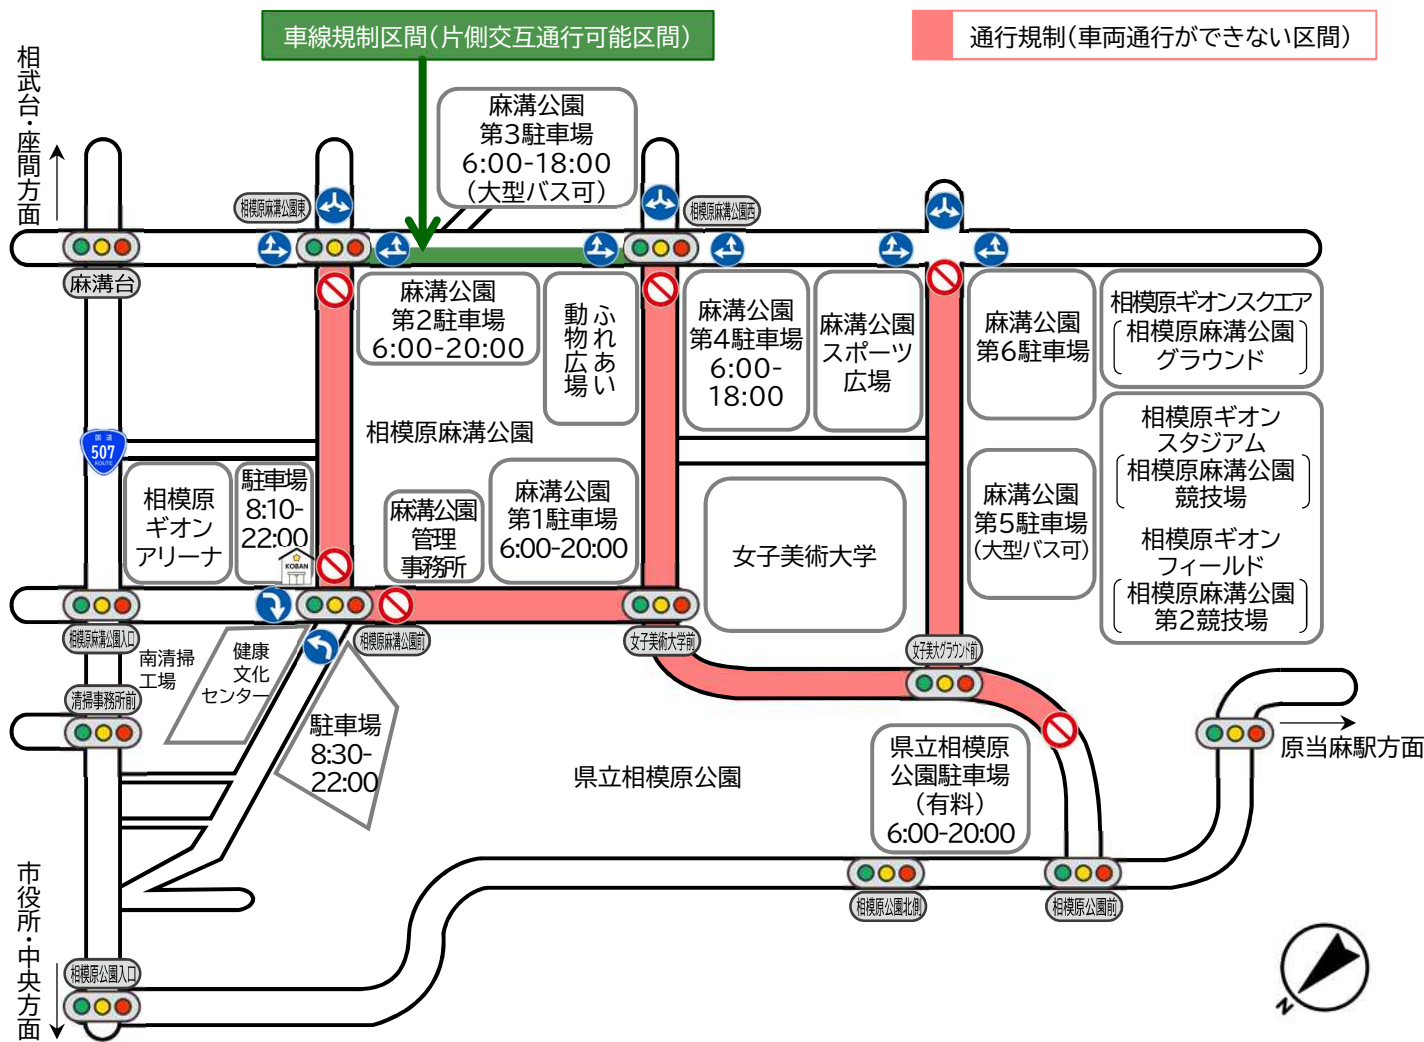 車線規制区間(片側交互通行可能区間)
通行規制(車両通行ができない区間)
相武台・座間方面
麻溝公園
第3駐車場
6:00-18:00
(大型バス可)
相模原麻溝公園東
相模原麻溝公園西
麻溝台
麻溝公園
第2駐車場
6:00-20:00
ふれあい
動物広場
麻溝公園
第4駐車場
6:00-
18:00
麻溝公園
スポーツ
広場
麻溝公園
第6駐車場
相模原ギオンスクエア
相模原麻溝公園
グラウンド
相模原麻溝公園
国道
507
ROUTE
相模原
ギオン
アリーナ
駐車場
8:10-
22:00
KOBAN
麻溝公園
管理
事務所
麻溝公園
第1駐車場
6:00-20:00
女子美術大学
麻溝公園
第5駐車場
(大型バス可)
相模原ギオン
スタジアム
相模原麻溝公園
競技場
相模原ギオン
フィールド
相模原麻溝公園
第2競技場
相模原麻溝公園入口
相模原麻溝公園前
女子美術大学前
女子美大グラウンド前
南清掃
工場
健康
文化
センター
清掃事務所前
駐車場
8:30-
22:00
県立相模原公園
県立相模原
公園駐車場
(有料)
6:00-20:00
原当麻駅方面
相模原公園北側
相模原公園前
市役所・中央方面
相模原公園入口
N